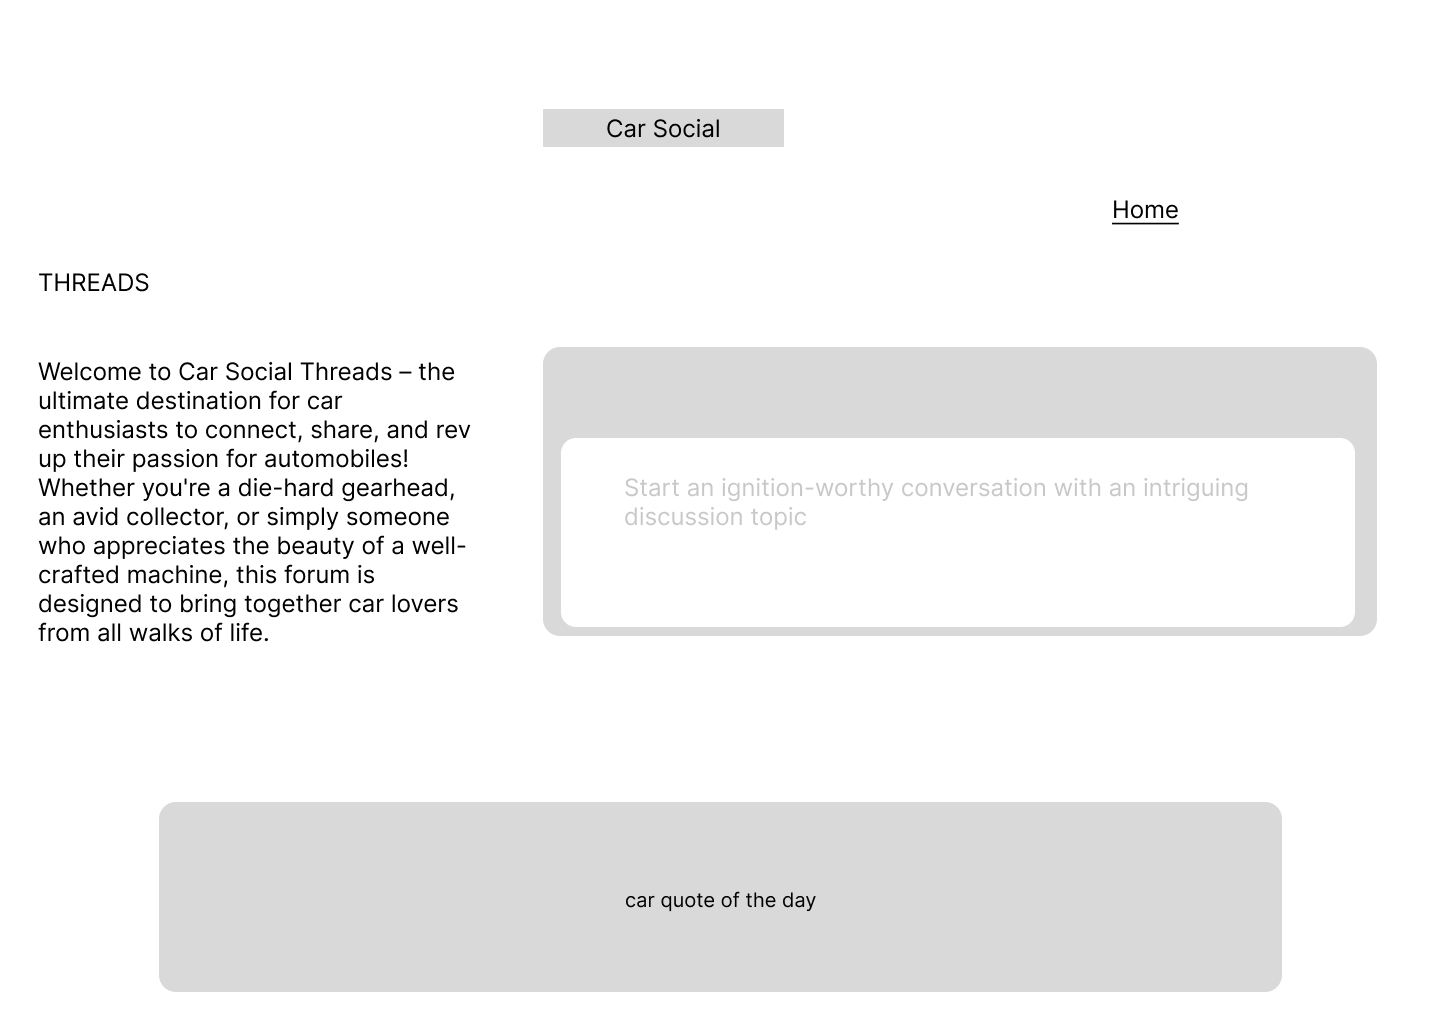 Car Social
Home
THREADS
Welcome to Car Social Threads – the
ultimate destination for car
enthusiasts to connect, share, and rev
up their passion for automobiles!
Whether you're a die-hard gearhead,
an avid collector, or simply someone
who appreciates the beauty of a well-
crafted machine, this forum is
designed to bring together car lovers
from all walks of life.
Start an ignition-worthy conversation with an intriguing
discussion topic
car quote of the day